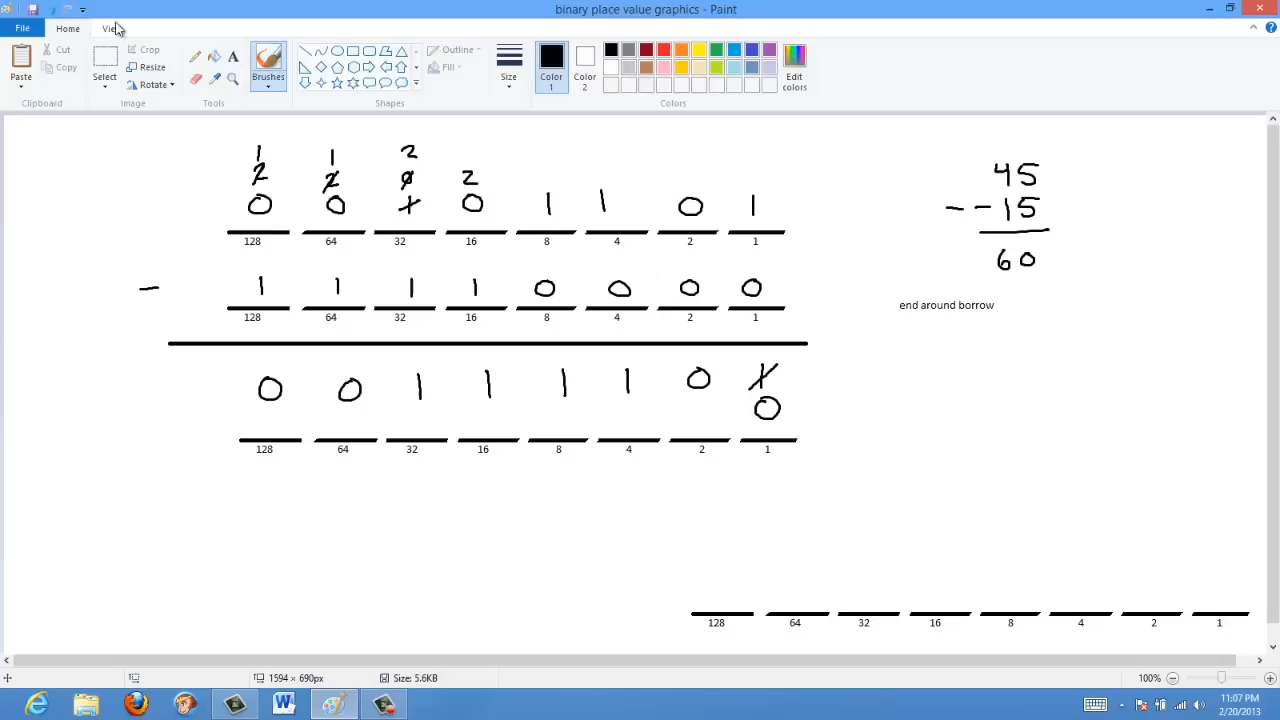 binary place value graphics - Paint
File Home Vi
Paste
Cut
Copy
Clipboard
Select
Crop
Resize
Rotate
Image
A
Tools
Brushes
Outline
Fill
Shapes
Size
Color 1
Color 2
Edit colors
Colors
1 1 2
2 2 0 2
0 0 1 0 1 1 0 1
128 64 32 16 8 4 2 1
- 1 1 1 1 0 0 0 0
128 64 32 16 8 4 2 1
0 0 1 1 1 1 0 1
0
128 64 32 16 8 4 2 1
45
- -15
60
end around borrow
128 64 32 16 8 4 2 1
1594 × 690px
Size: 5.6KB
100%
11:07 PM
2/20/2013